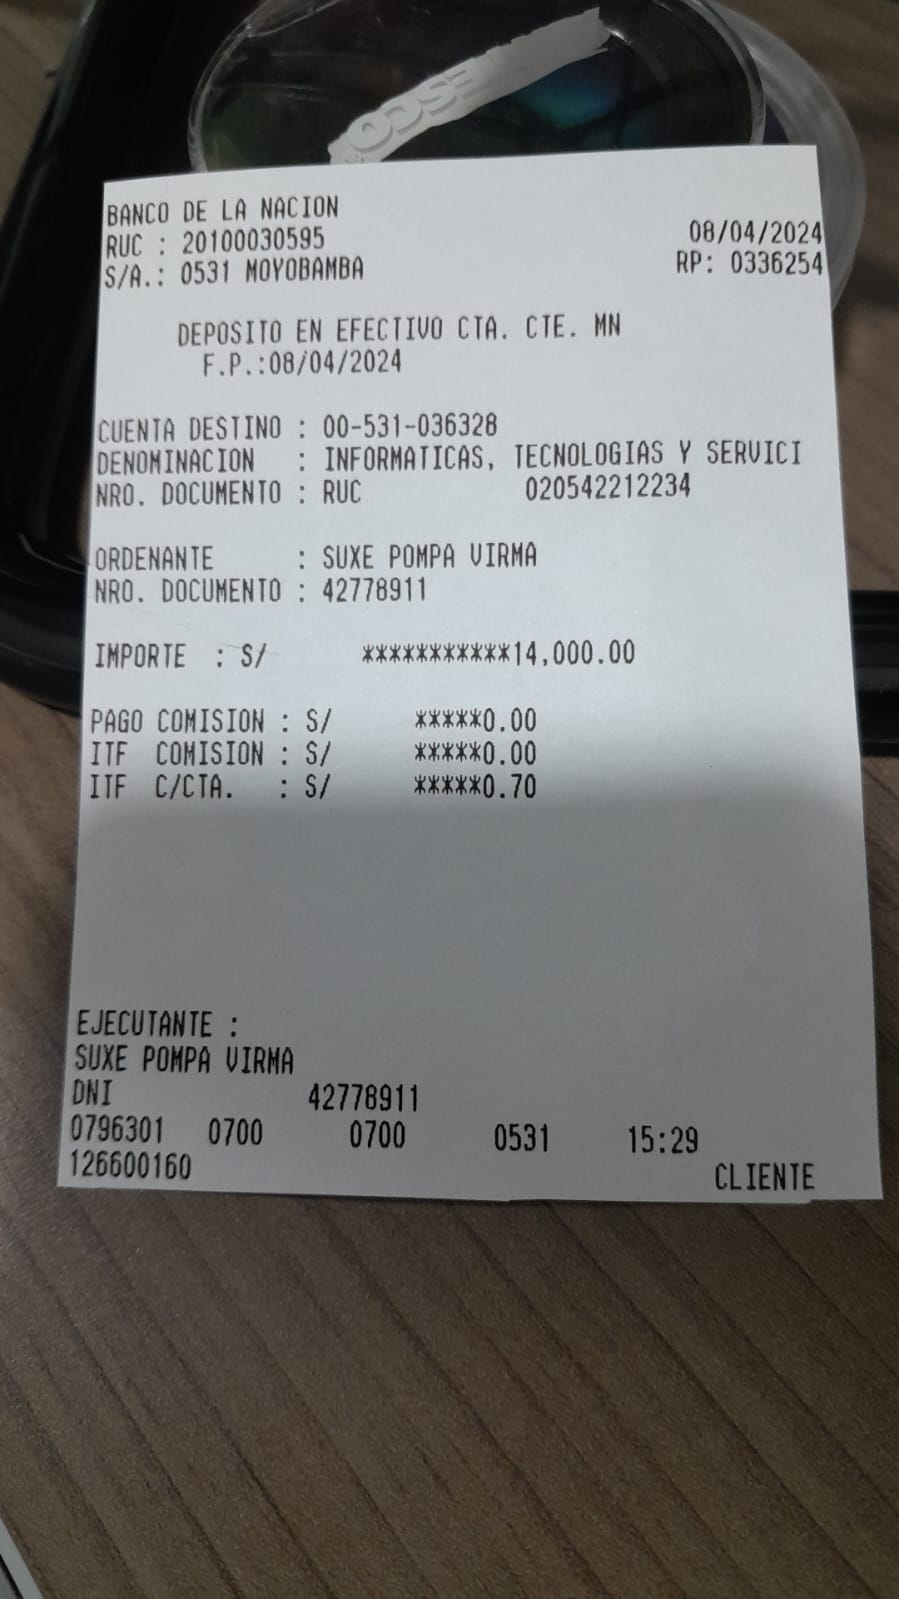 ESCO
BANCO DE LA NACION
RUC : 20100030595 08/04/2024
S/A.: 0531 MOYOBAMBA RP: 0336254
DEPOSITO EN EFECTIVO CTA. CTE. MN
F.P.:08/04/2024
CUENTA DESTINO : 00-531-036328
DENOMINACION : INFORMATICAS, TECNOLOGIAS Y SERVICI
NRO. DOCUMENTO : RUC 020542212234
ORDENANTE : SUXE POMPA VIRMA
NRO. DOCUMENTO : 42778911
IMPORTE : S/ ***********14,000.00
PAGO COMISION : S/ *****0.00
ITF COMISION : S/ *****0.00
ITF C/CTA. : S/ *****0.70
EJECUTANTE :
SUXE POMPA VIRMA
DNI 42778911
0796301 0700 0700 0531 15:29
126600160 CLIENTE